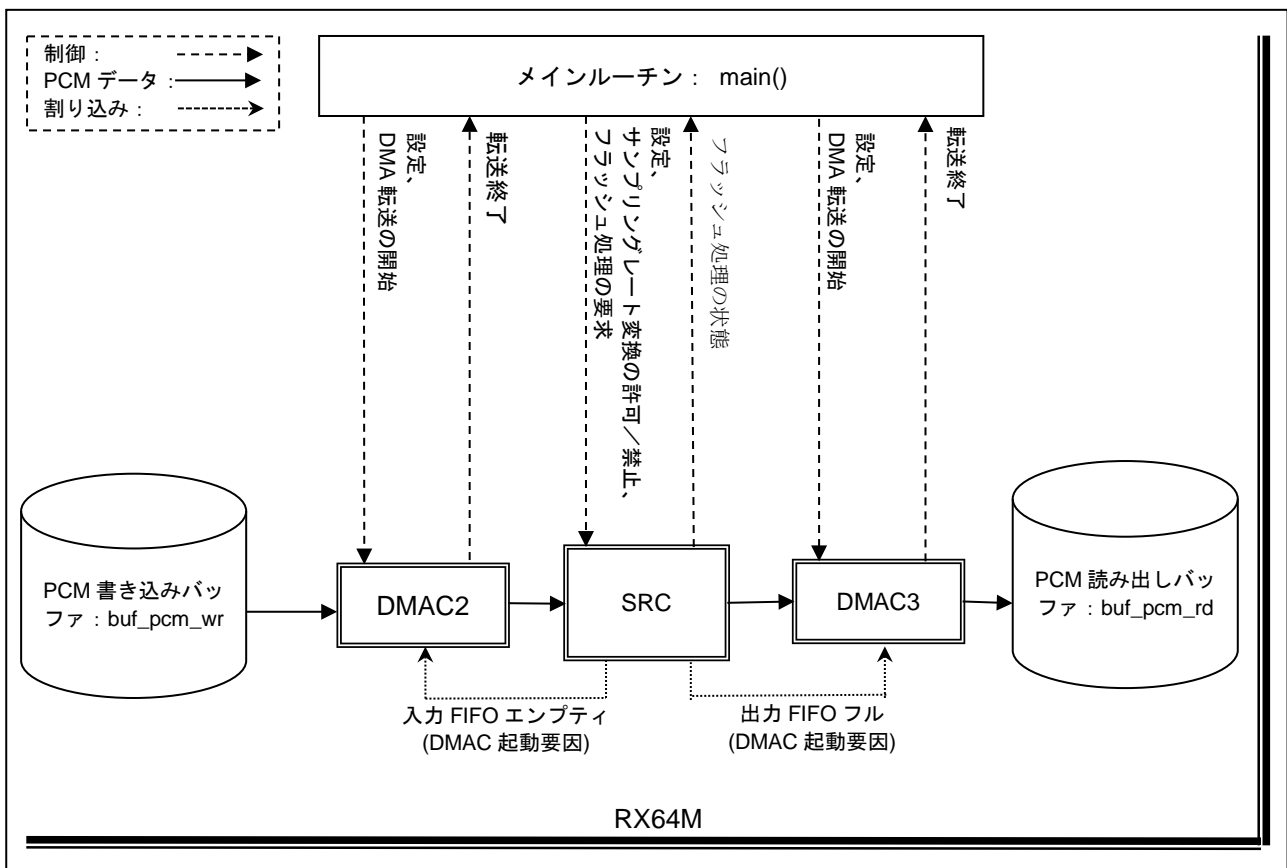 制御：
PCM データ：
割り込み：
メインルーチン： main()
設定、
DMA 転送の開始
転送終了
設定、
サンプリングレート変換の許可／禁止、
フラッシュ処理の要求
フラッシュ処理の状態
設定、
DMA 転送の開始
転送終了
PCM 書き込みバッ
ファ：buf_pcm_wr
DMAC2
SRC
DMAC3
PCM 読み出しバッ
ファ：buf_pcm_rd
入力 FIFO エンプティ
(DMAC 起動要因)
出力 FIFO フル
(DMAC 起動要因)
RX64M